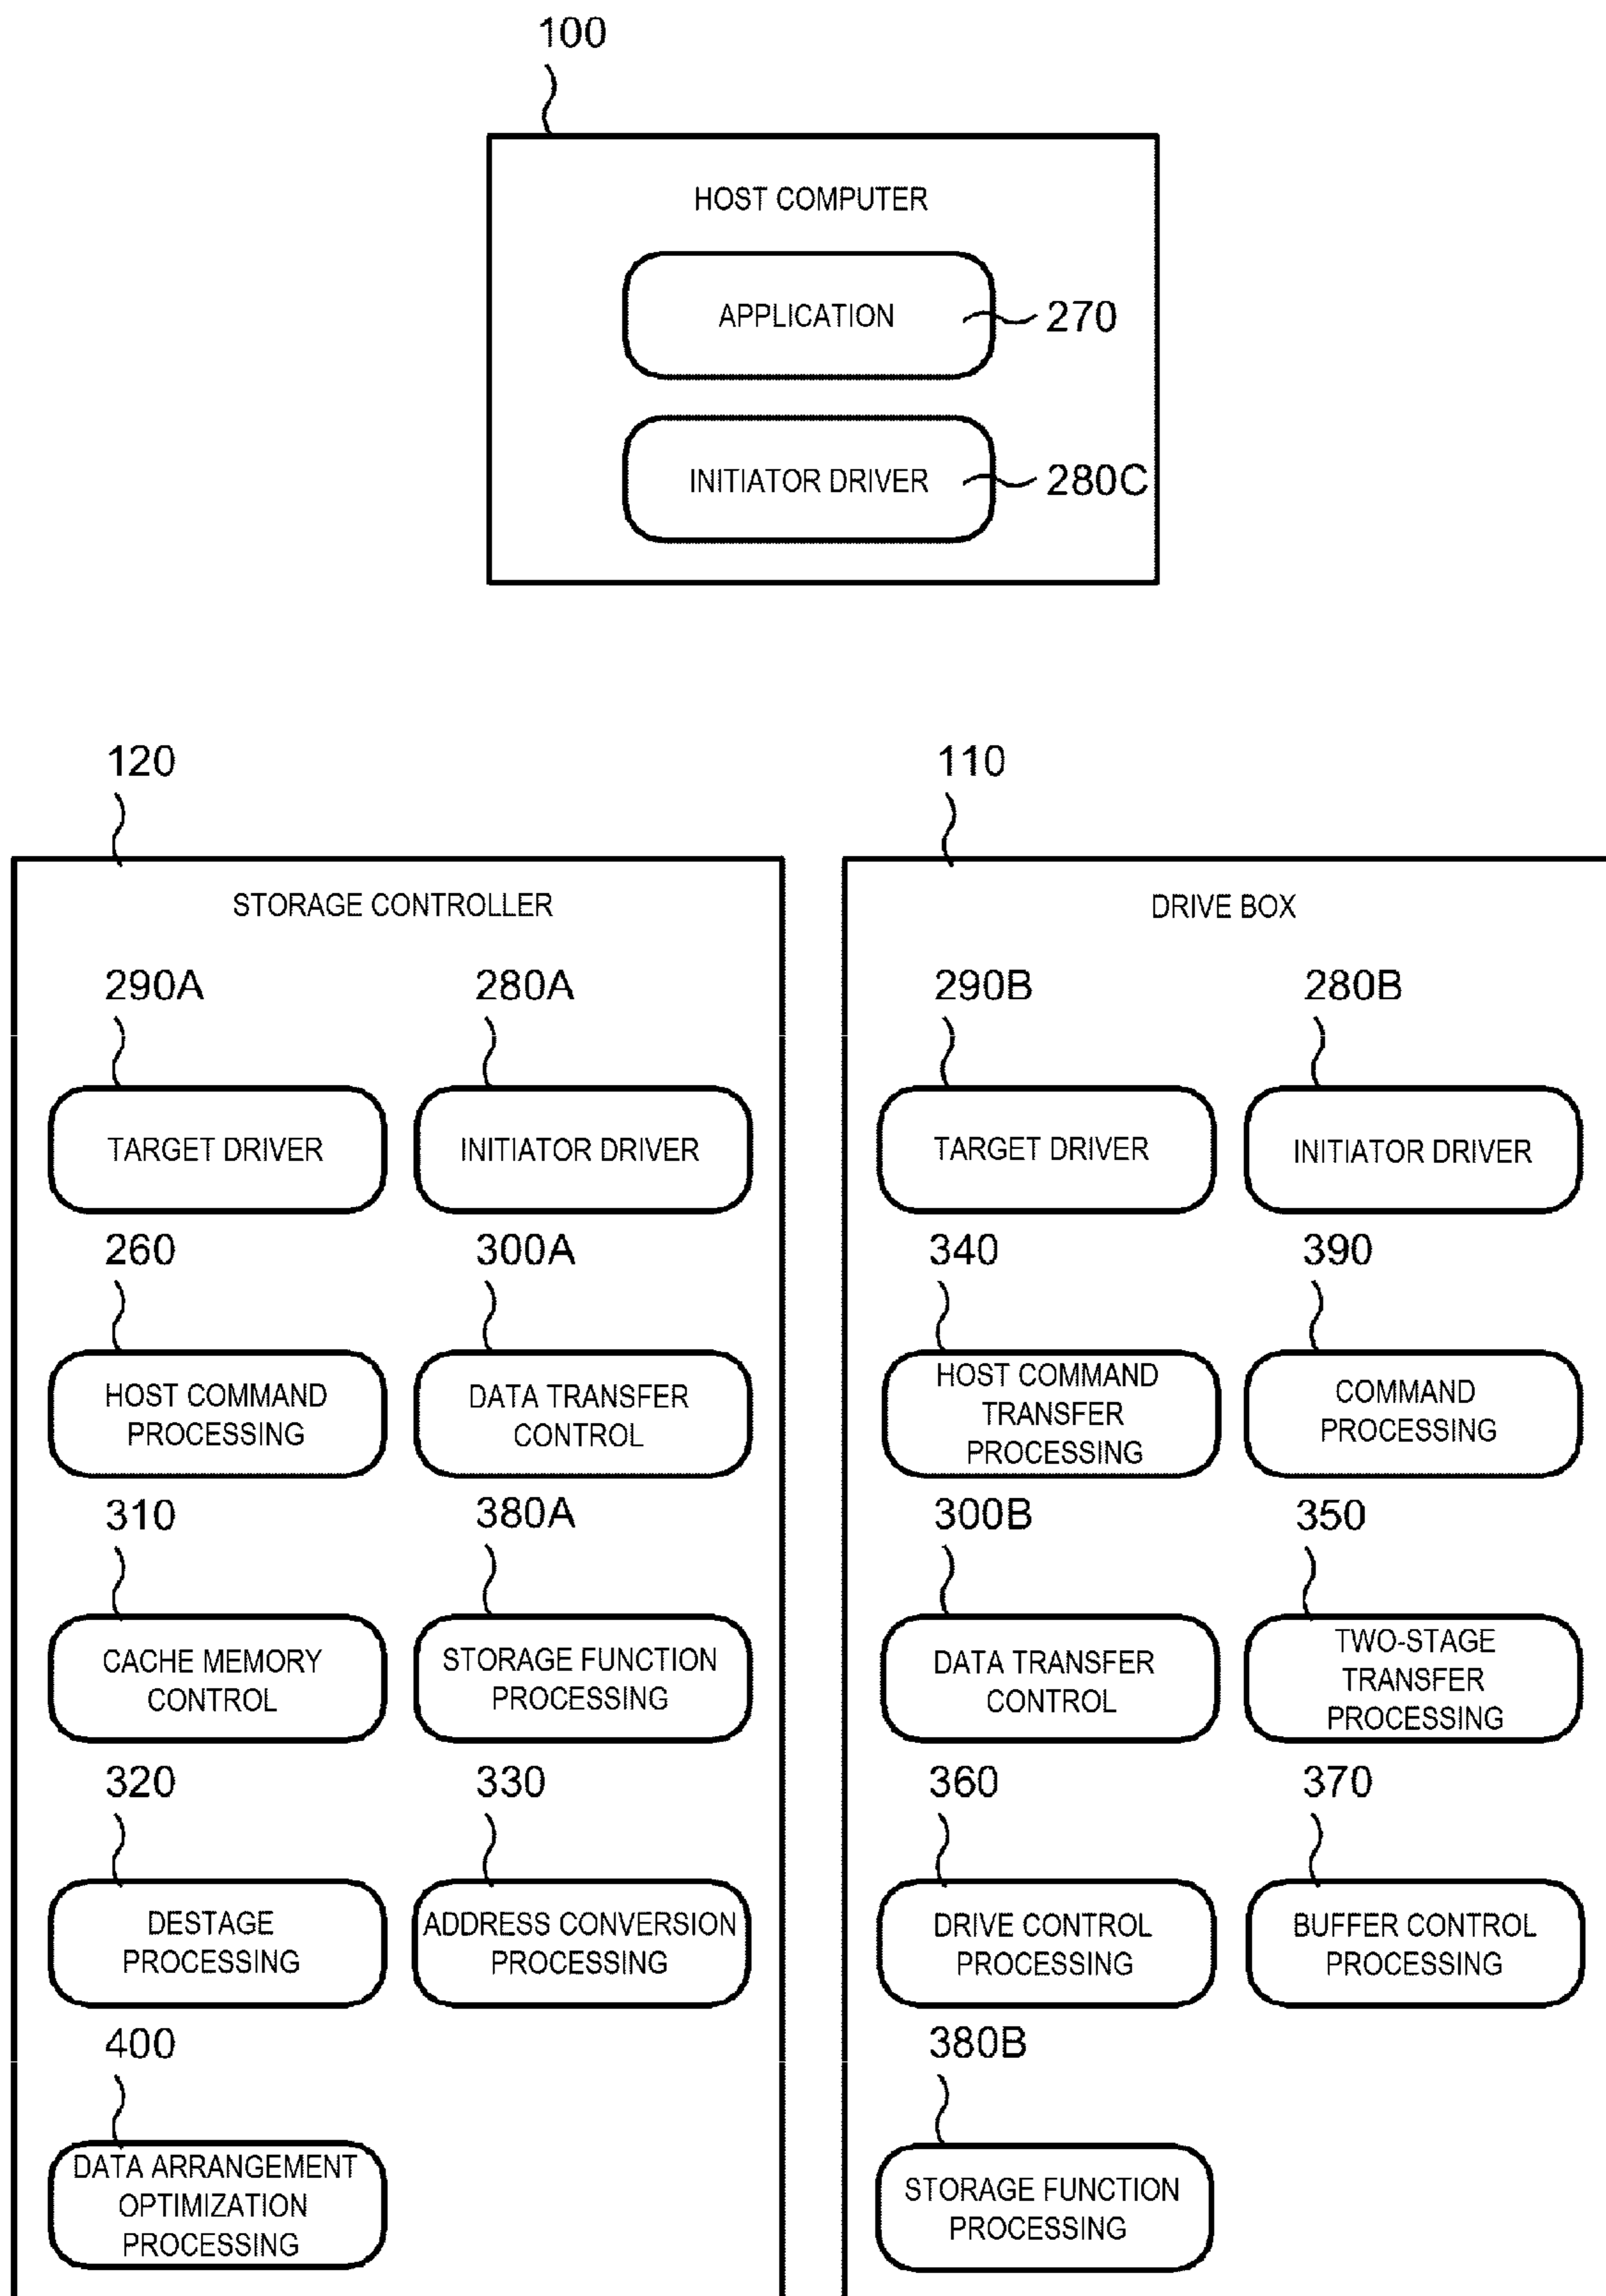 100
HOST COMPUTER
APPLICATION
270
INITIATOR DRIVER
280C
120
STORAGE CONTROLLER
290A
280A
TARGET DRIVER
INITIATOR DRIVER
260
300A
HOST COMMAND
PROCESSING
DATA TRANSFER
CONTROL
310
380A
CACHE MEMORY
CONTROL
STORAGE FUNCTION
PROCESSING
320
330
DESTAGE
PROCESSING
ADDRESS CONVERSION
PROCESSING
400
DATA ARRANGEMENT
OPTIMIZATION
PROCESSING
110
DRIVE BOX
290B
280B
TARGET DRIVER
INITIATOR DRIVER
340
390
HOST COMMAND
TRANSFER
PROCESSING
COMMAND
PROCESSING
300B
350
DATA TRANSFER
CONTROL
TWO-STAGE
TRANSFER
PROCESSING
360
370
DRIVE CONTROL
PROCESSING
BUFFER CONTROL
PROCESSING
380B
STORAGE FUNCTION
PROCESSING